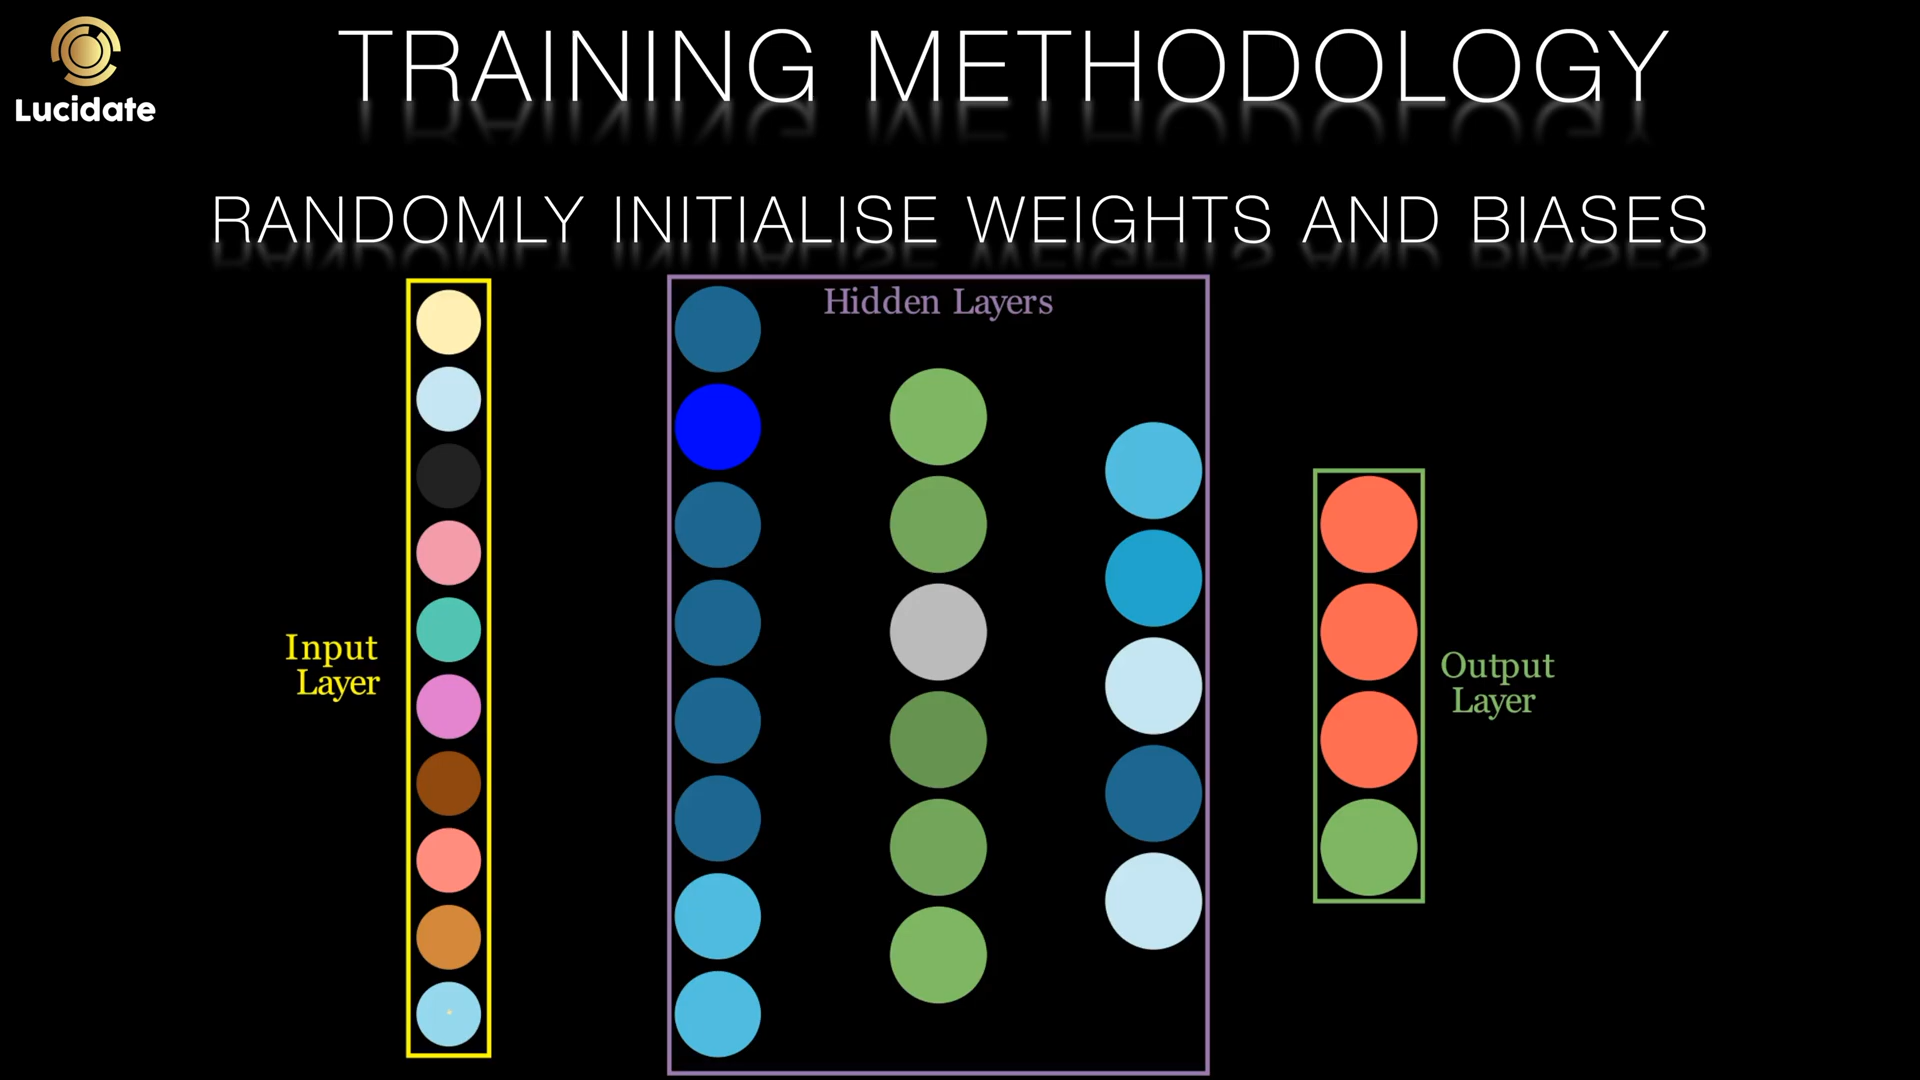 Lucidate
TRAINING METHODOLOGY
RANDOMLY INITIALISE WEIGHTS AND BIASES
Hidden Layers
Input
Layer
Output
Layer